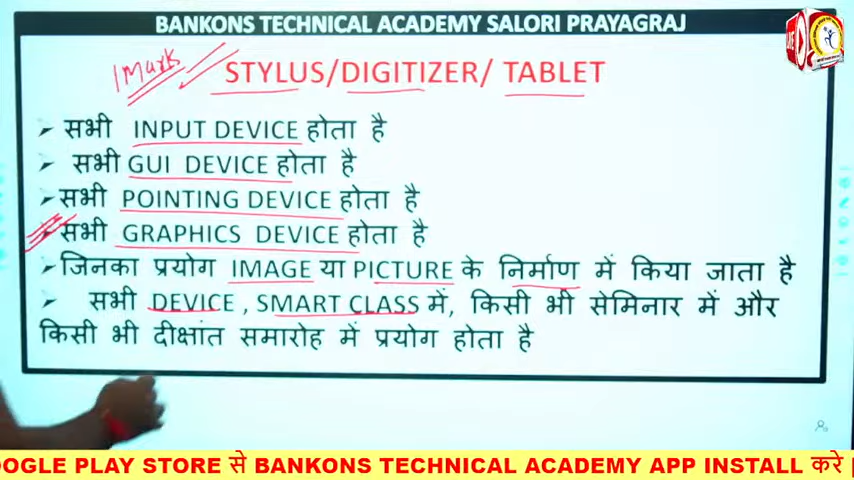 BANKONS TECHNICAL ACADEMY SALORI PRAYAGRAJ
1 Mark
STYLUS/DIGITIZER/ TABLET
➤ सभी INPUT DEVICE होता है
➤ सभी GUI DEVICE होता है
➤ सभी POINTING DEVICE होता है
➤ सभी GRAPHICS DEVICE होता है
➤ जिनका प्रयोग IMAGE या PICTURE के निर्माण में किया जाता है
➤ सभी DEVICE , SMART CLASS में, किसी भी सेमिनार में और
किसी भी दीक्षांत समारोह में प्रयोग होता है
OOGLE PLAY STORE से BANKONS TECHNICAL ACADEMY APP INSTALL करे |